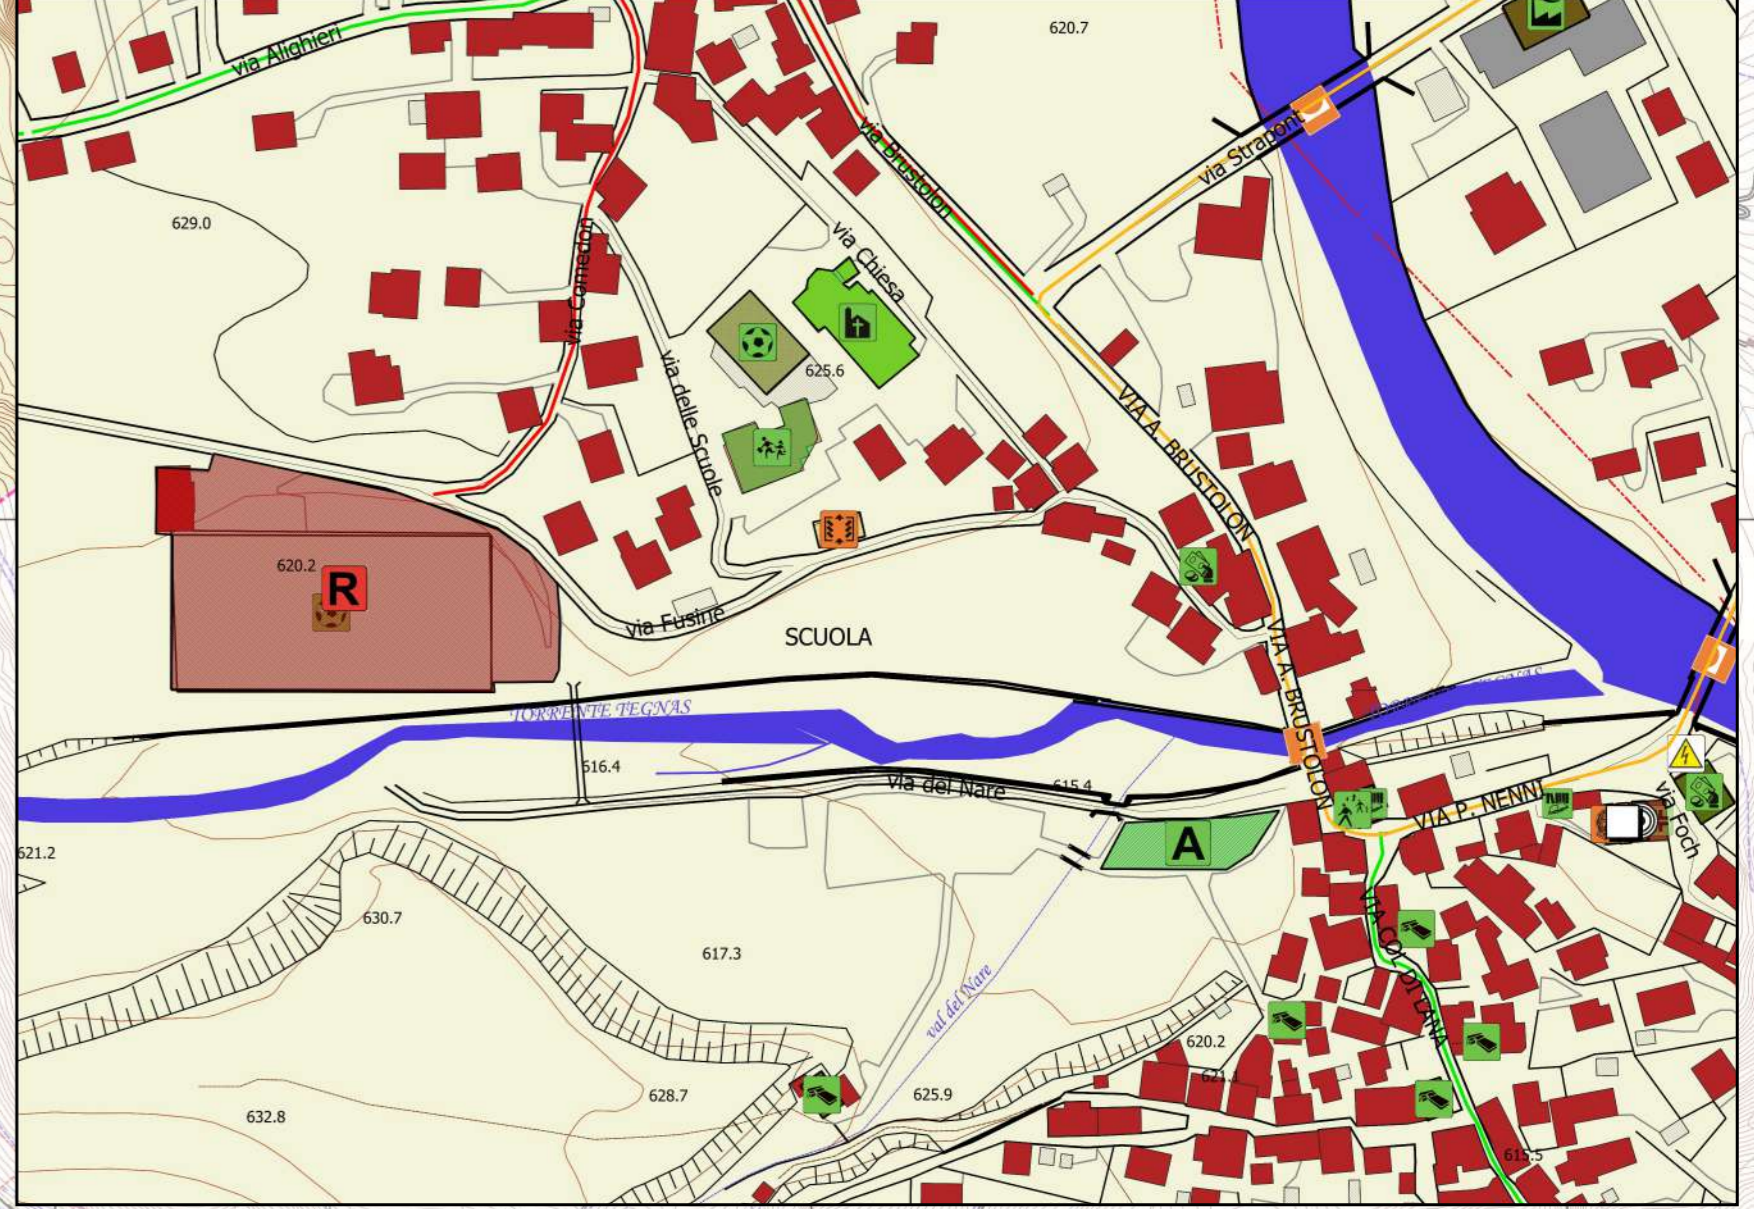 620.7
via Alighieri
via Brustolon
via Strapont
629.0
via Comedon
via Chiesa
via delle Scuole
625.6
VIA A. BRUSTOLON
620.2
R
via Fusine
SCUOLA
VIA A. BRUSTOLON
TORRENTE TEGNAS
616.4
via del Nare
615.4
VIA P. NENNI
via Foch
A
621.2
630.7
617.3
VIA COL DI LANA
val del Nare
620.2
621.1
628.7
625.9
632.8
615.5